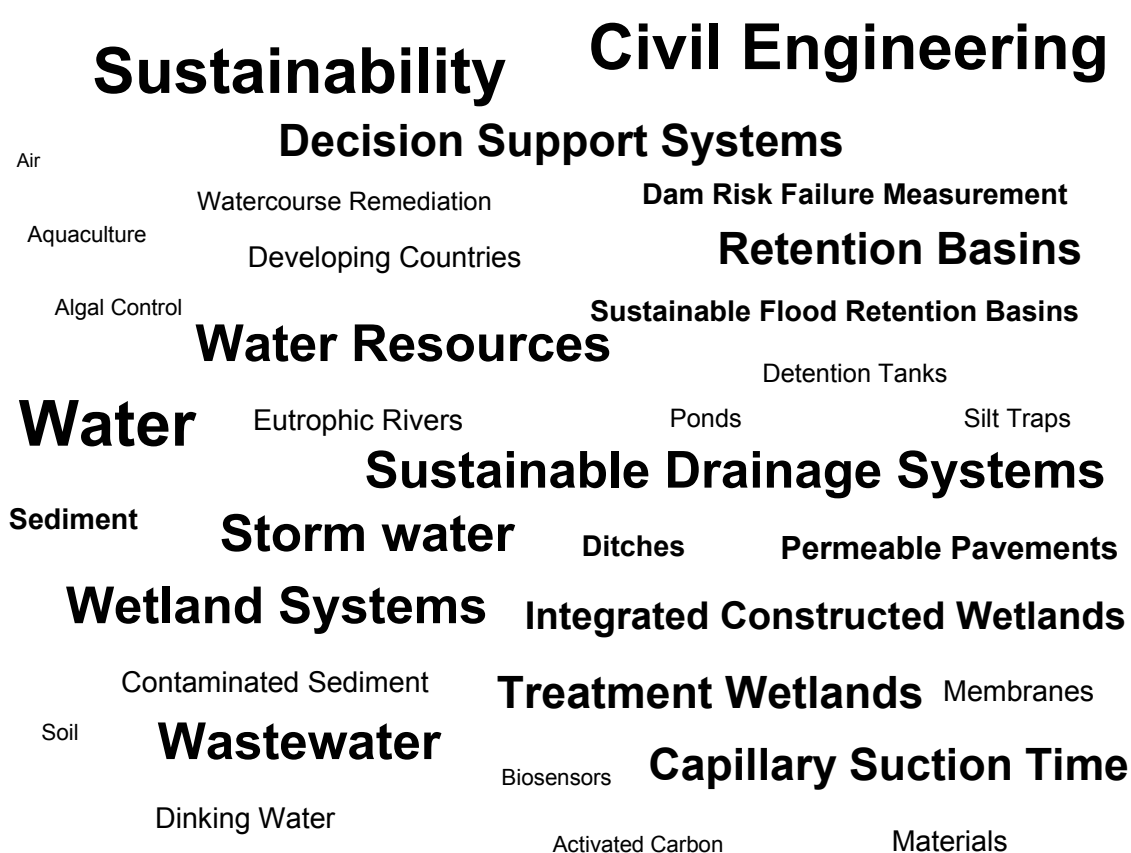 Civil Engineering
Sustainability
Decision Support Systems
Air
Watercourse Remediation
Dam Risk Failure Measurement
Aquaculture
Developing Countries
Retention Basins
Algal Control
Sustainable Flood Retention Basins
Water Resources
Detention Tanks
Water
Eutrophic Rivers
Ponds
Silt Traps
Sustainable Drainage Systems
Sediment
Storm water
Ditches
Permeable Pavements
Wetland Systems
Integrated Constructed Wetlands
Contaminated Sediment
Treatment Wetlands
Membranes
Soil
Wastewater
Biosensors
Capillary Suction Time
Dinking Water
Activated Carbon
Materials